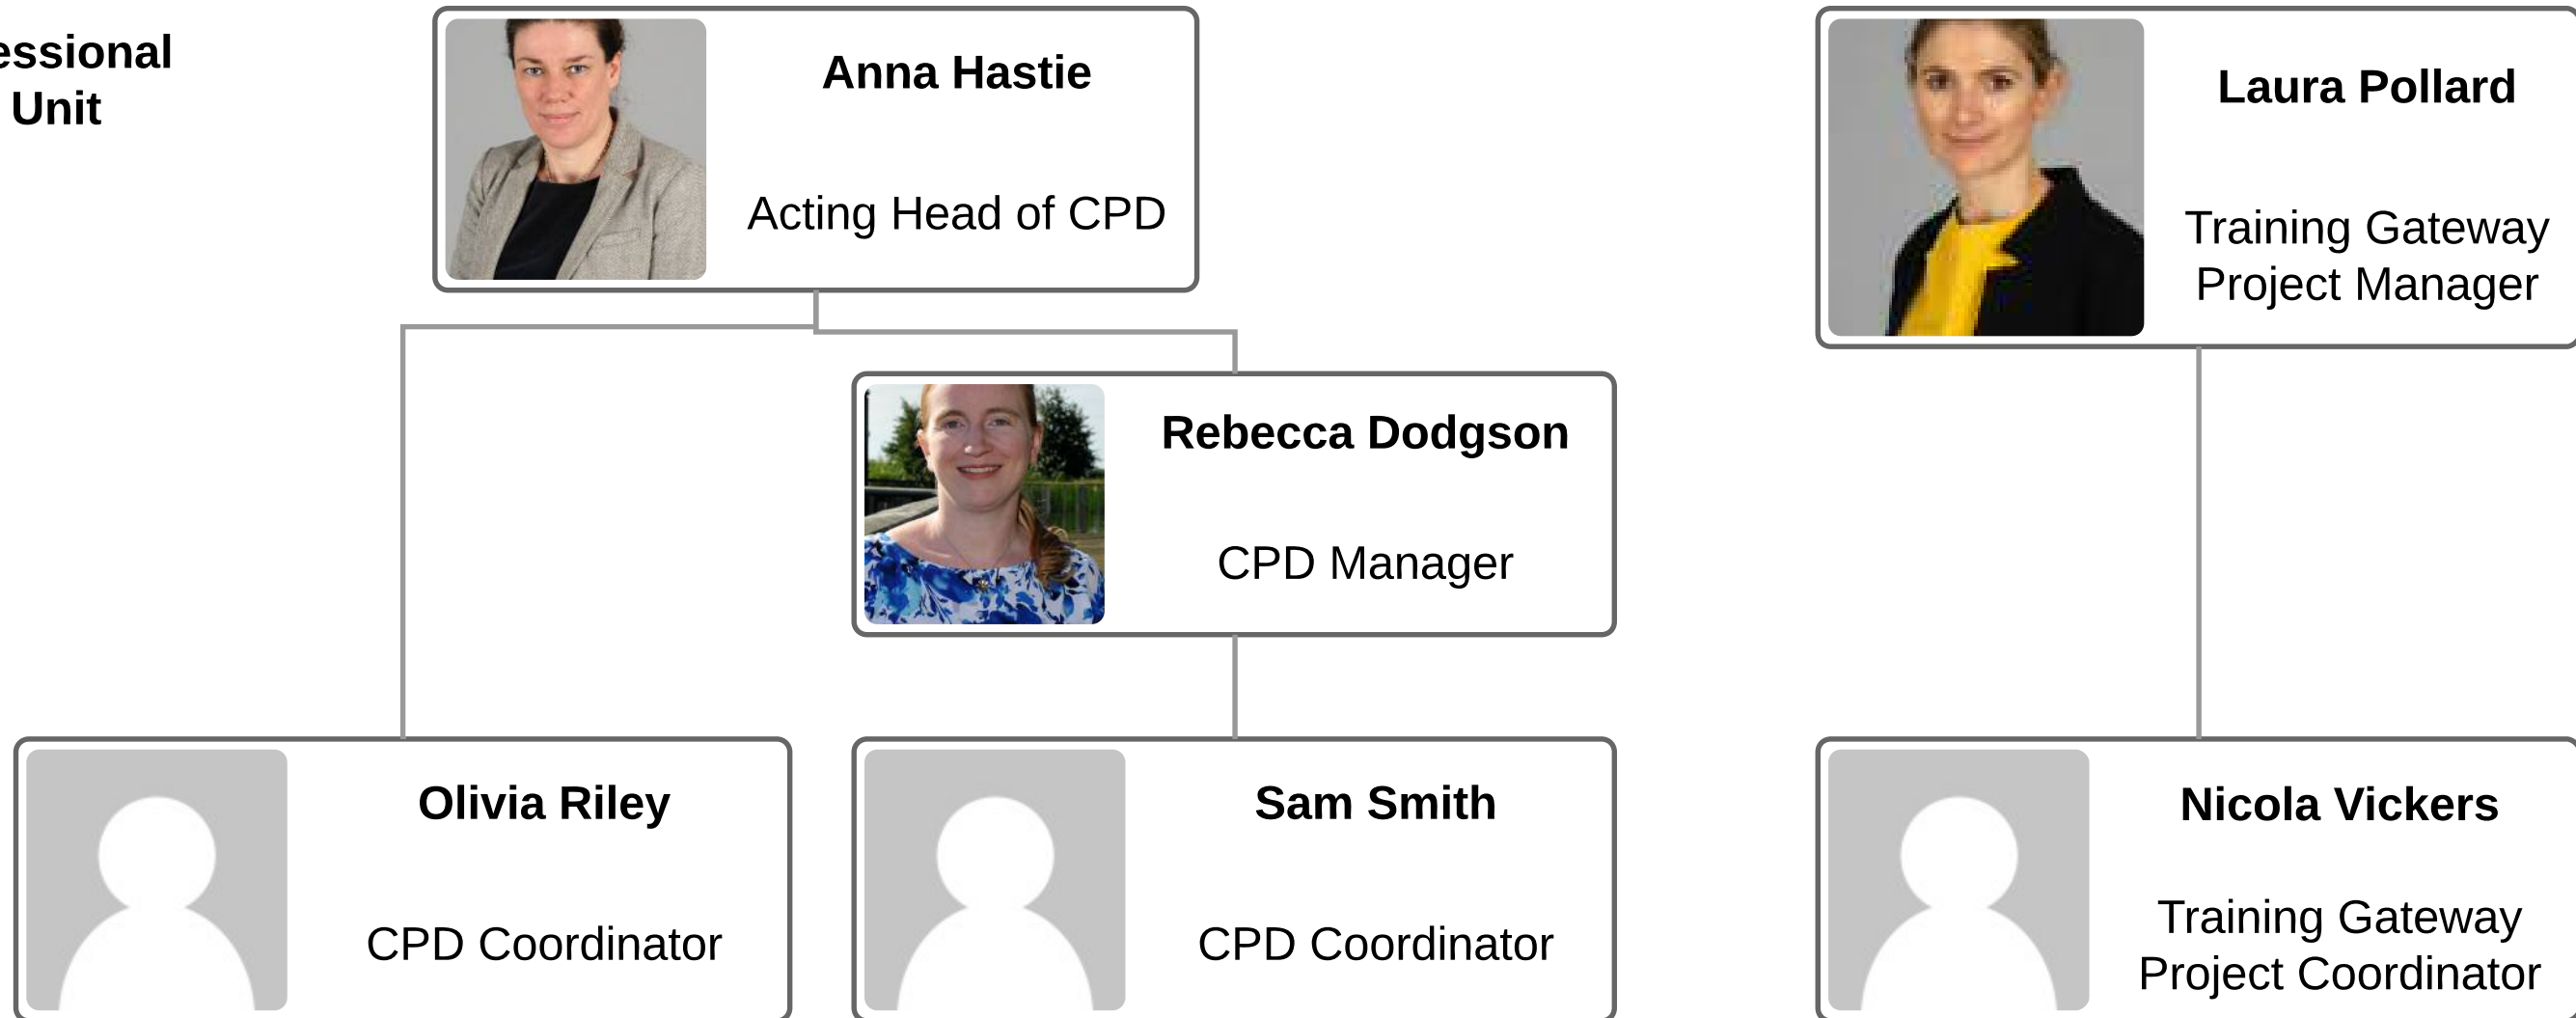 essional
Unit
Anna Hastie
Acting Head of CPD
Laura Pollard
Training Gateway
Project Manager
Rebecca Dodgson
CPD Manager
Olivia Riley
CPD Coordinator
Sam Smith
CPD Coordinator
Nicola Vickers
Training Gateway
Project Coordinator